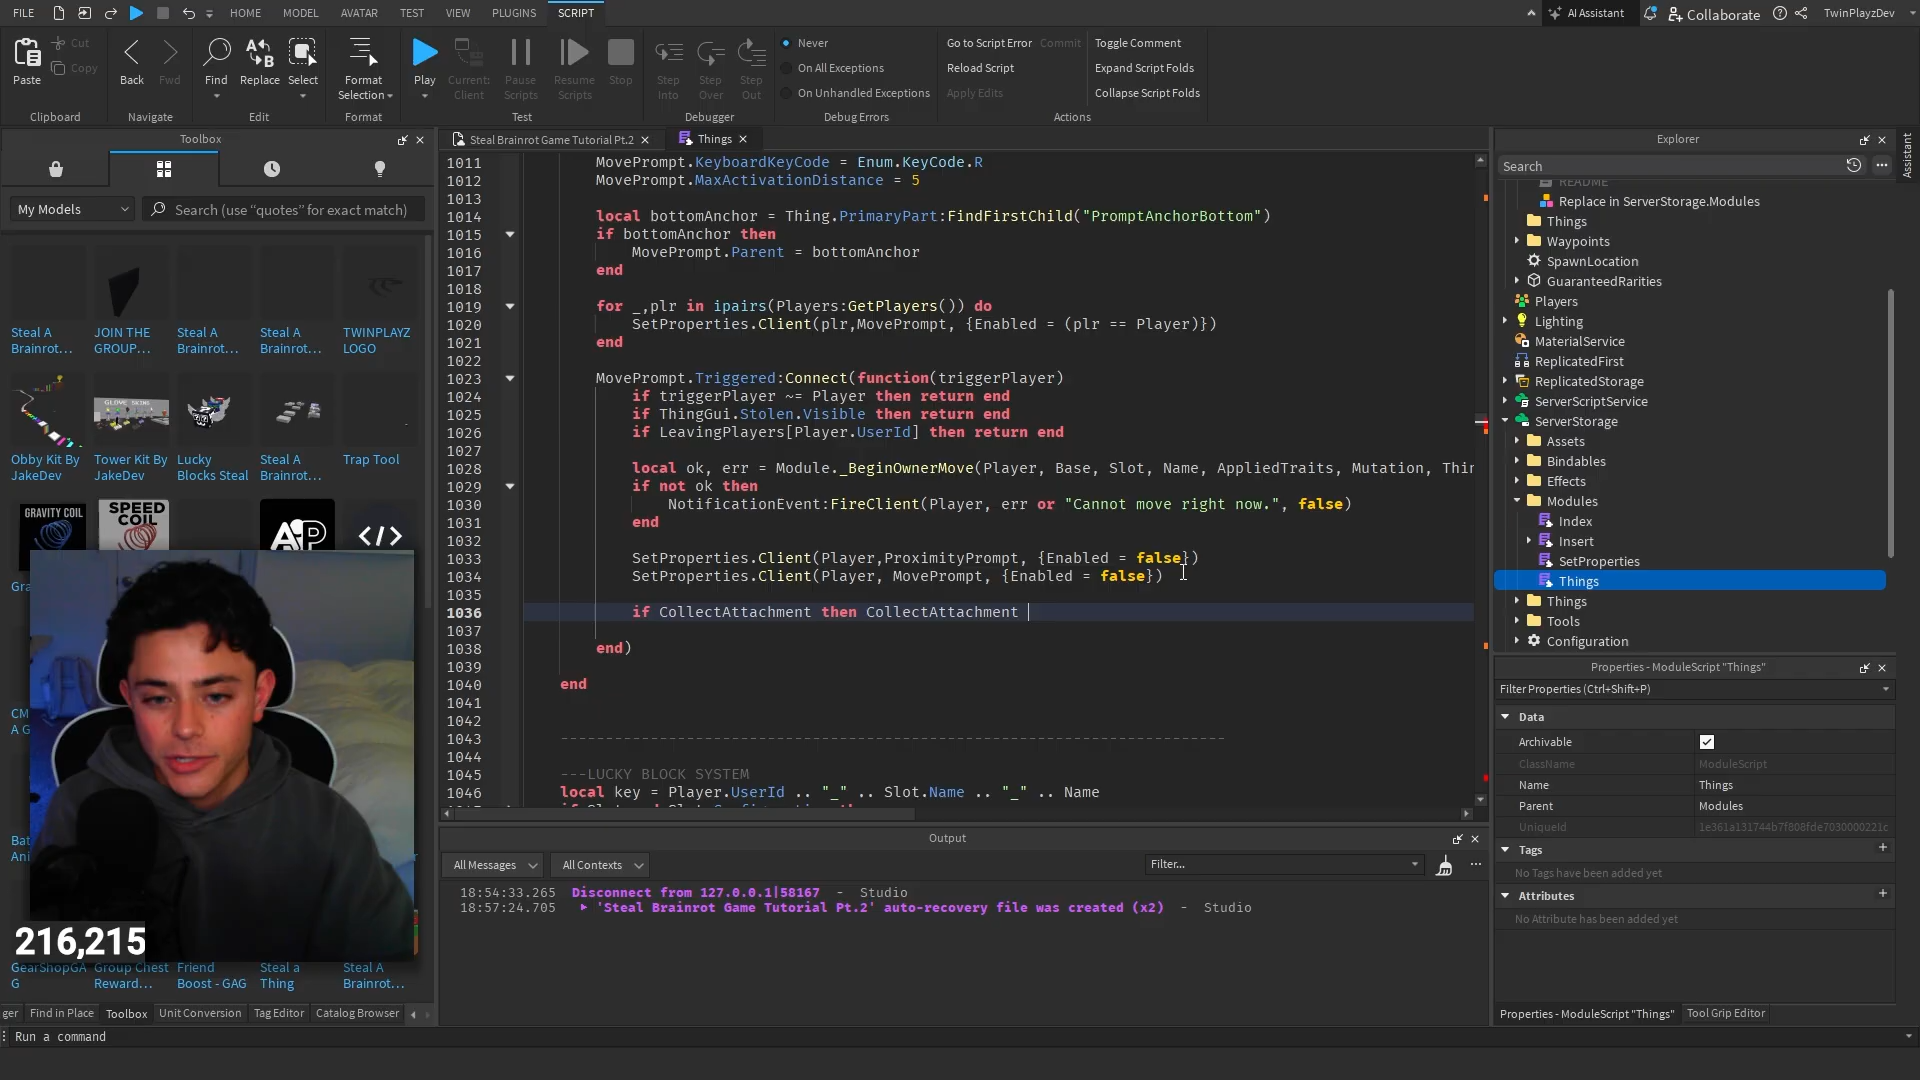 FILE
HOME
MODEL
AVATAR
TEST
VIEW
PLUGINS
SCRIPT
AI Assistant
Collaborate
TwinPlayzDev
Paste
Cut
Copy
Back
Fwd
Find
Replace
Select
Format
Selection
Play
Current:
Client
Pause
Scripts
Resume
Scripts
Stop
Step
Into
Step
Over
Step
Out
Never
On All Exceptions
On Unhandled Exceptions
Go to Script Error
Commit
Reload Script
Apply Edits
Toggle Comment
Expand Script Folds
Collapse Script Folds
Clipboard
Navigate
Edit
Format
Test
Debugger
Debug Errors
Actions
Toolbox
My Models
Search (use “quotes” for exact match)
Steal A
Brainrot...
JOIN THE
GROUP...
Steal A
Brainrot...
Steal A
Brainrot...
TWINPLAYZ
LOGO
Obby Kit By
JakeDev
Tower Kit By
JakeDev
Lucky
Blocks Steal
Steal A
Brainrot...
Trap Tool
GLOVE SKINS
GRAVITY COIL
SPEED
COIL
AP
</>
Gra
CM
A G
Bat
Ani
216,215
GearShopGA
G
Group Chest
Reward...
Friend
Boost - GAG
Steal a
Thing
Steal A
Brainrot...
ger
Find in Place
Toolbox
Unit Conversion
Tag Editor
Catalog Browser
Run a command
Steal Brainrot Game Tutorial Pt.2
Things
1011 MovePrompt.KeyboardKeyCode = Enum.KeyCode.R
1012 MovePrompt.MaxActivationDistance = 5
1013
1014 local bottomAnchor = Thing.PrimaryPart:FindFirstChild("PromptAnchorBottom")
1015 if bottomAnchor then
1016 MovePrompt.Parent = bottomAnchor
1017 end
1018
1019 for _,plr in ipairs(Players:GetPlayers()) do
1020 SetProperties.Client(plr,MovePrompt, {Enabled = (plr == Player)})
1021 end
1022
1023 MovePrompt.Triggered:Connect(function(triggerPlayer)
1024 if triggerPlayer ~= Player then return end
1025 if ThingGui.Stolen.Visible then return end
1026 if LeavingPlayers[Player.UserId] then return end
1027
1028 local ok, err = Module._BeginOwnerMove(Player, Base, Slot, Name, AppliedTraits, Mutation, Thin
1029 if not ok then
1030 NotificationEvent:FireClient(Player, err or "Cannot move right now.", false)
1031 end
1032
1033 SetProperties.Client(Player,ProximityPrompt, {Enabled = false})
1034 SetProperties.Client(Player, MovePrompt, {Enabled = false})
1035
1036 if CollectAttachment then CollectAttachment
1037
1038 end)
1039
1040 end
1041
1042
1043 --------------------------------------------------------------------------
1044
1045 ---LUCKY BLOCK SYSTEM
1046 local key = Player.UserId .. "_" .. Slot.Name .. "_" .. Name
Output
All Messages
All Contexts
Filter...
18:54:33.265 Disconnect from 127.0.0.1|58167 - Studio
18:57:24.705 'Steal Brainrot Game Tutorial Pt.2' auto-recovery file was created (x2) - Studio
Explorer
Search
README
Replace in ServerStorage.Modules
Things
Waypoints
SpawnLocation
GuaranteedRarities
Players
Lighting
MaterialService
ReplicatedFirst
ReplicatedStorage
ServerScriptService
ServerStorage
Assets
Bindables
Effects
Modules
Index
Insert
SetProperties
Things
Things
Tools
Configuration
Assistant
Properties - ModuleScript "Things"
Filter Properties (Ctrl+Shift+P)
Data
Archivable
ClassName ModuleScript
Name Things
Parent Modules
UniqueId 1e361a131744b7f808fde7030000221c
Tags
No Tags have been added yet
Attributes
No Attribute has been added yet
Properties - ModuleScript "Things"
Tool Grip Editor